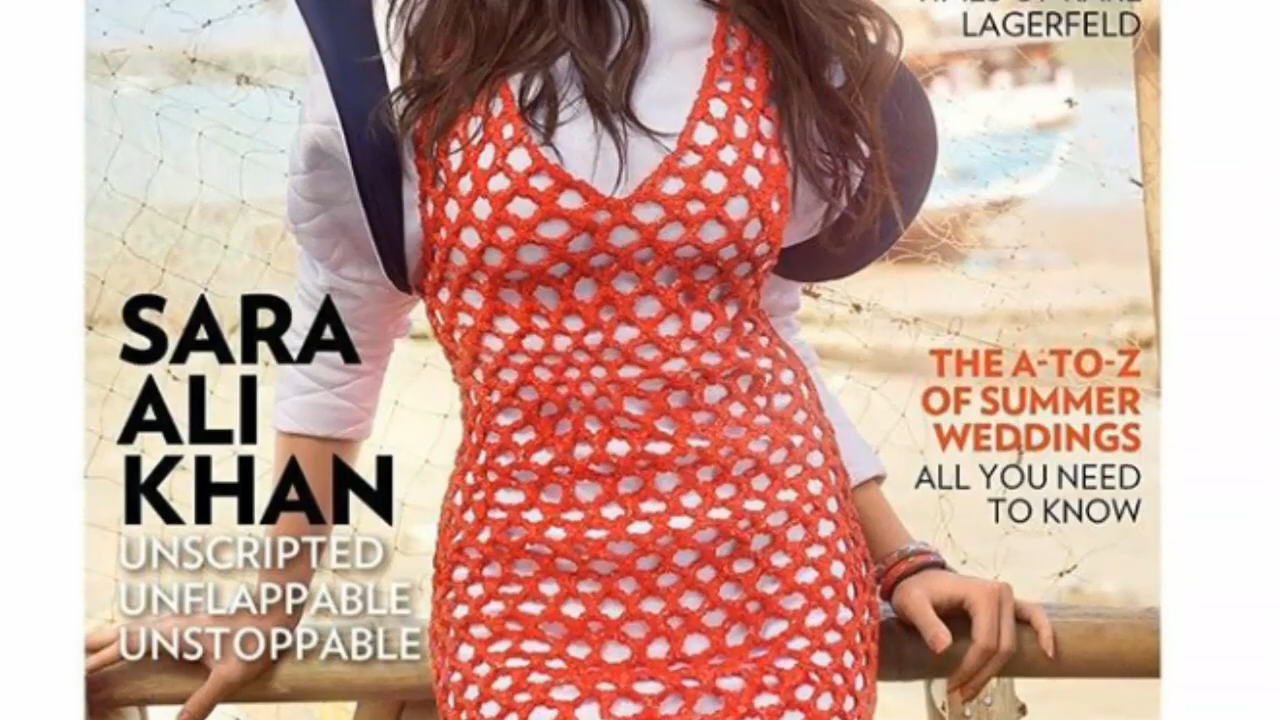 LAGERFELD
SARA
ALI
KHAN
UNSCRIPTED
UNFLAPPABLE
UNSTOPPABLE
THE A-TO-Z
OF SUMMER
WEDDINGS
ALL YOU NEED
TO KNOW